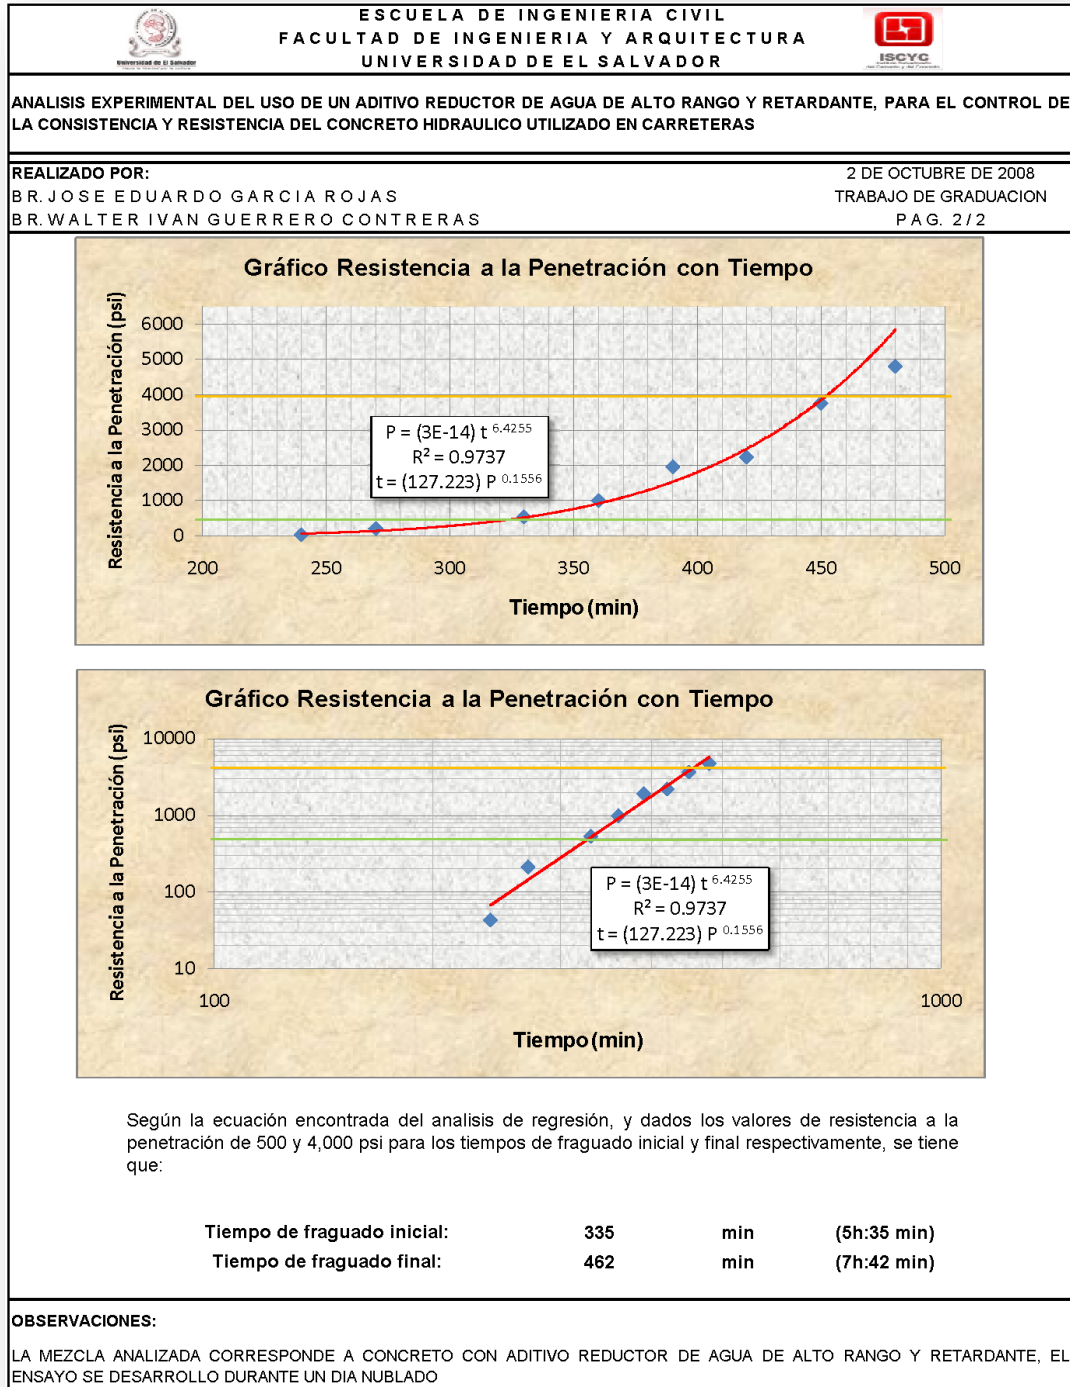 ESCUELA DE INGENIERIA CIVIL
FACULTAD DE INGENIERIA Y ARQUITECTURA
UNIVERSIDAD DE EL SALVADOR
Universidad de El Salvador
ISCYC
ANALISIS EXPERIMENTAL DEL USO DE UN ADITIVO REDUCTOR DE AGUA DE ALTO RANGO Y RETARDANTE, PARA EL CONTROL DE
LA CONSISTENCIA Y RESISTENCIA DEL CONCRETO HIDRAULICO UTILIZADO EN CARRETERAS
REALIZADO POR:
2 DE OCTUBRE DE 2008
BR. JOSE EDUARDO GARCIA ROJAS
TRABAJO DE GRADUACION
BR. WALTER IVAN GUERRERO CONTRERAS
PAG. 2/2
Gráfico Resistencia a la Penetración con Tiempo
Resistencia a la Penetración (psi)
6000
5000
4000
3000
2000
1000
0
P = (3E-14) t 6.4255
R² = 0.9737
t = (127.223) P 0.1556
200 250 300 350 400 450 500
Tiempo (min)
Gráfico Resistencia a la Penetración con Tiempo
Resistencia a la Penetración (psi)
10000
1000
100
10
P = (3E-14) t 6.4255
R² = 0.9737
t = (127.223) P 0.1556
100 1000
Tiempo (min)
Según la ecuación encontrada del analisis de regresión, y dados los valores de resistencia a la
penetración de 500 y 4,000 psi para los tiempos de fraguado inicial y final respectivamente, se tiene
que:
Tiempo de fraguado inicial: 335 min (5h:35 min)
Tiempo de fraguado final: 462 min (7h:42 min)
OBSERVACIONES:
LA MEZCLA ANALIZADA CORRESPONDE A CONCRETO CON ADITIVO REDUCTOR DE AGUA DE ALTO RANGO Y RETARDANTE, EL
ENSAYO SE DESARROLLO DURANTE UN DIA NUBLADO